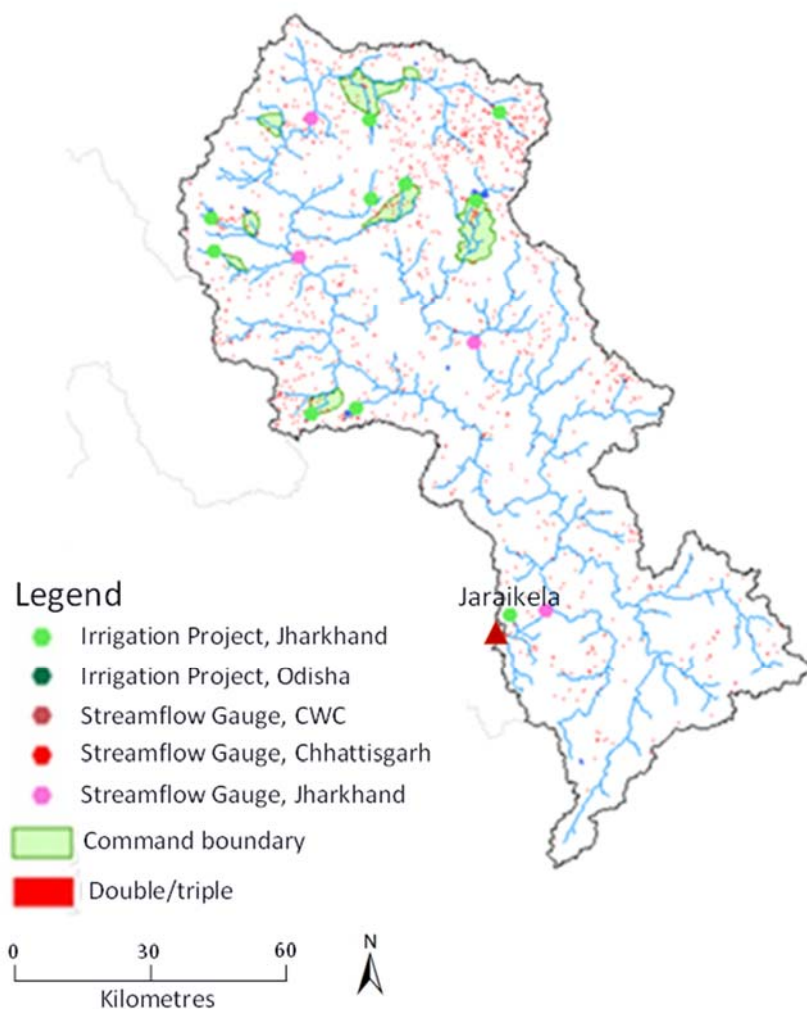 Jaraikela
Legend
Irrigation Project, Jharkhand
Irrigation Project, Odisha
Streamflow Gauge, CWC
Streamflow Gauge, Chhattisgarh
Streamflow Gauge, Jharkhand
Command boundary
Double/triple
0 30 60
Kilometres
N